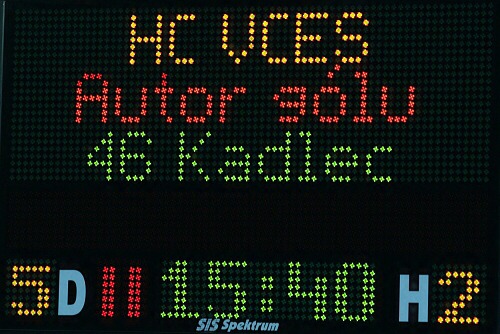 HC VCES
Autor gólu
46 Kadlec
5 D II 15:40 H 2
SIS Spektrum